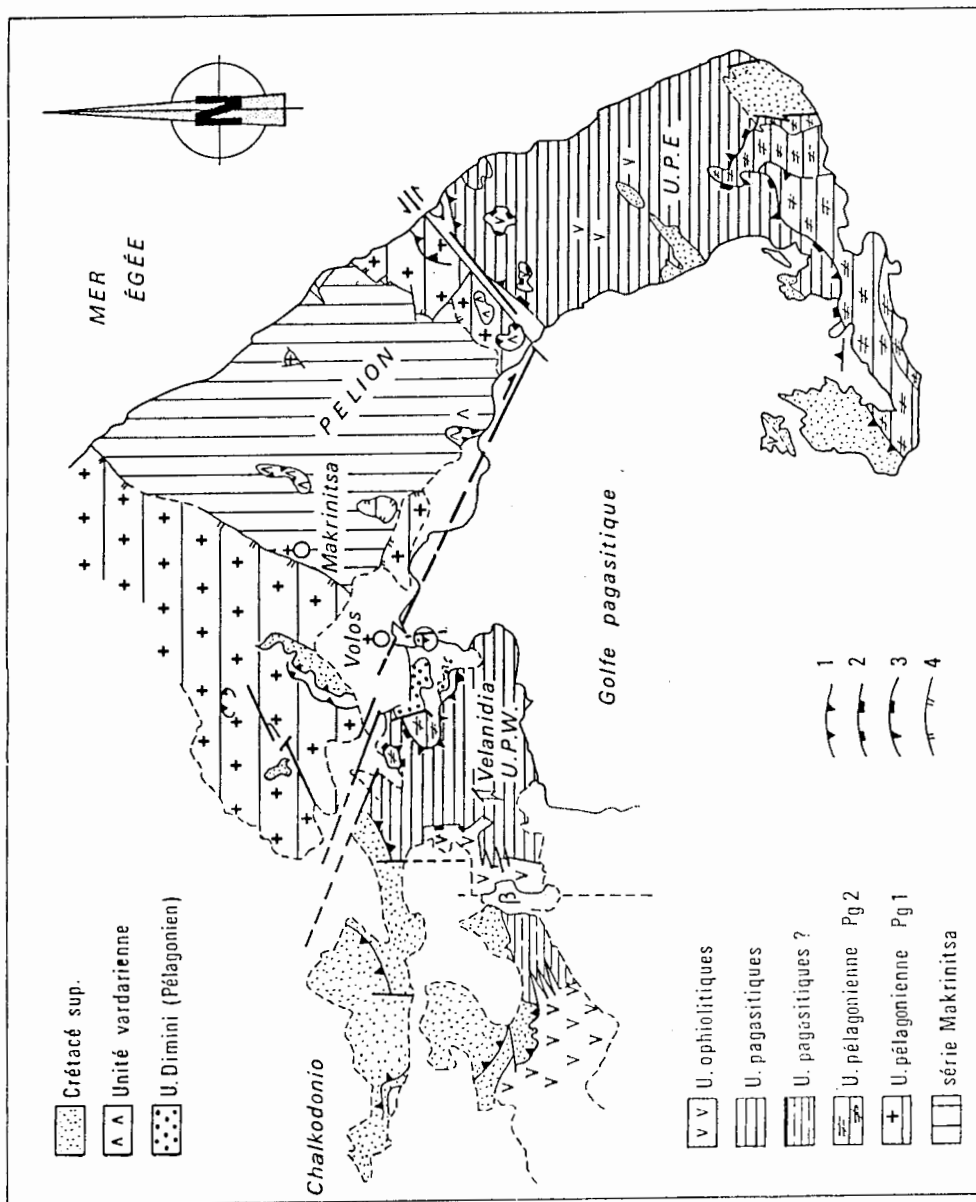 Crétacé sup.
Unité vardarienne
U. Dimini (Pélagonien)
N
MER
ÉGÉE
PELION
Makrinitsa
Volos
Velanidia
U.P.W.
U.P.E.
Chalkodonio
Golfe pagasitique
β
U. ophiolitiques
U. pagasitiques
U. pagasitiques ?
U. pélagonienne Pg 2
U. pélagonienne Pg 1
série Makrinitsa
1
2
3
4